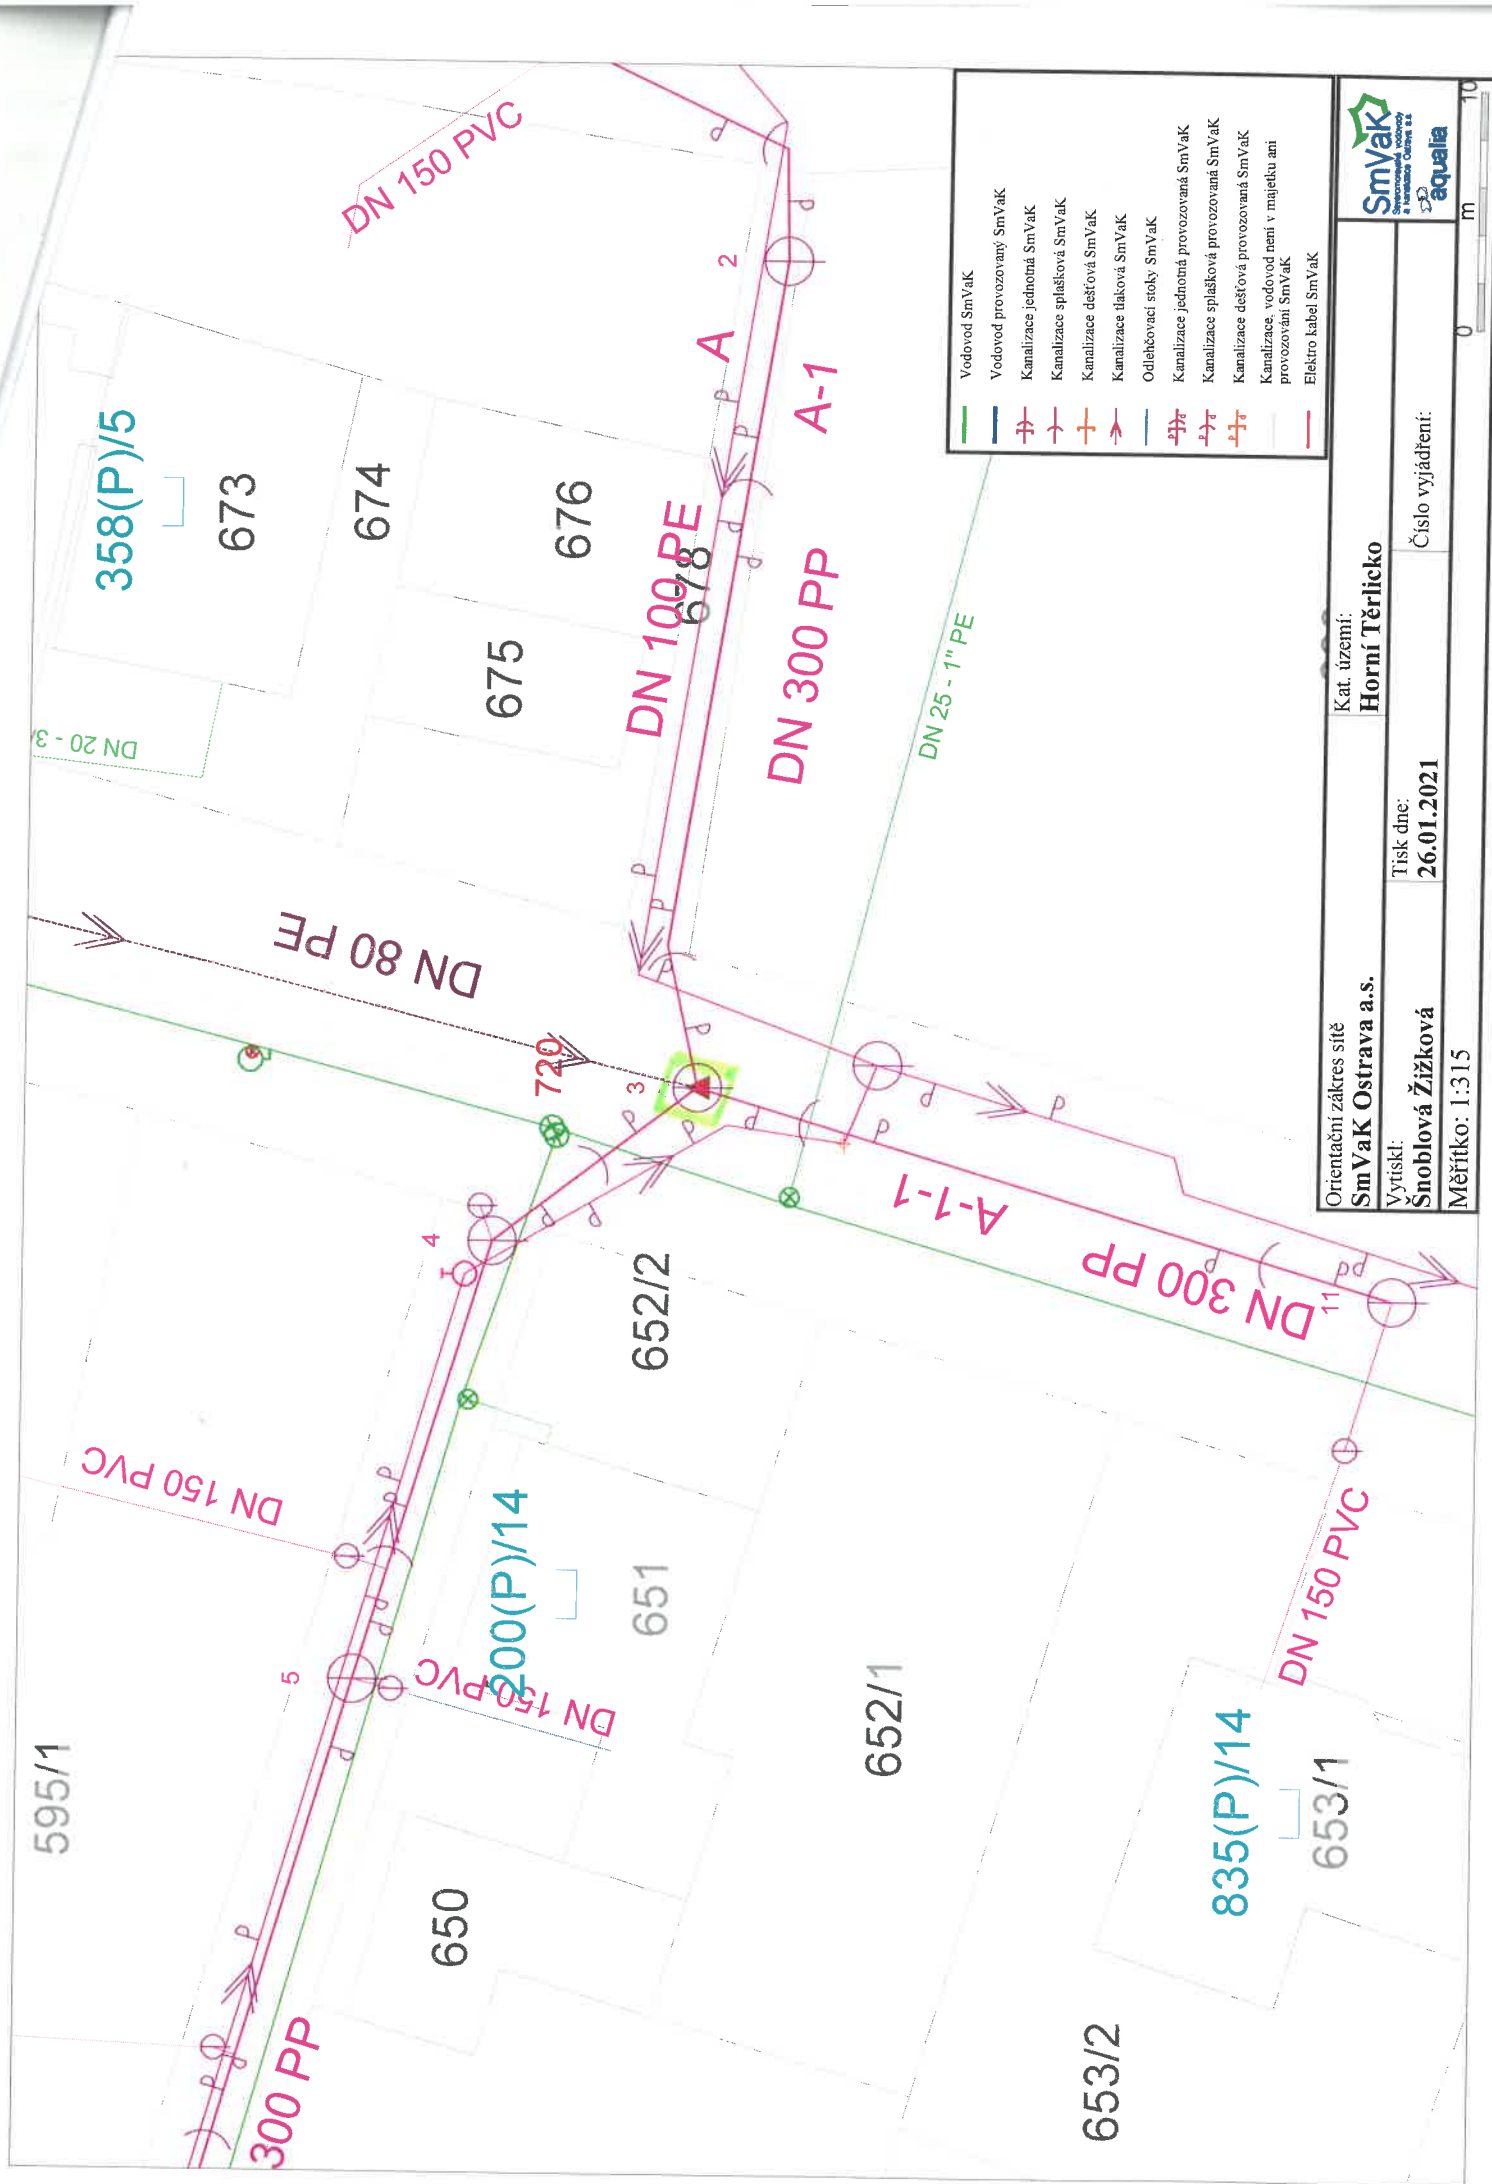 595/1
300 PP
5
DN 150 PVC
4
DN 80 PE
DN 20 - 3
358(P)/5
673
674
DN 150 PVC
650
DN 150 PVC
200(P)/14
651
652/2
720
3
675
676
DN 100 PE
678
A
2
A-1
DN 300 PP
652/1
A-1-1
DN 25 - 1" PE
653/2
835(P)/14
653/1
DN 150 PVC
DN 300 PP
11
Vodovod SmVaK
Vodovod provozovaný SmVaK
Kanalizace jednotná SmVaK
Kanalizace splašková SmVaK
Kanalizace dešťová SmVaK
Kanalizace tlaková SmVaK
Odlehčovací stoky SmVaK
Kanalizace jednotná provozovaná SmVaK
Kanalizace splašková provozovaná SmVaK
Kanalizace dešťová provozovaná SmVaK
Kanalizace, vodovod není v majetku ani
provozování SmVaK
Elektro kabel SmVaK
Orientační zákres sítě
SmVaK Ostrava a.s.
Kat. území:
Horní Těrlicko
Vytiskl:
Šnoblová Žižková
Tisk dne:
26.01.2021
Číslo vyjádření:
Měřítko: 1:315
SmVaK
Severomoravské vodovody
a kanalizace Ostrava a.s.
aqualia
0
m
10